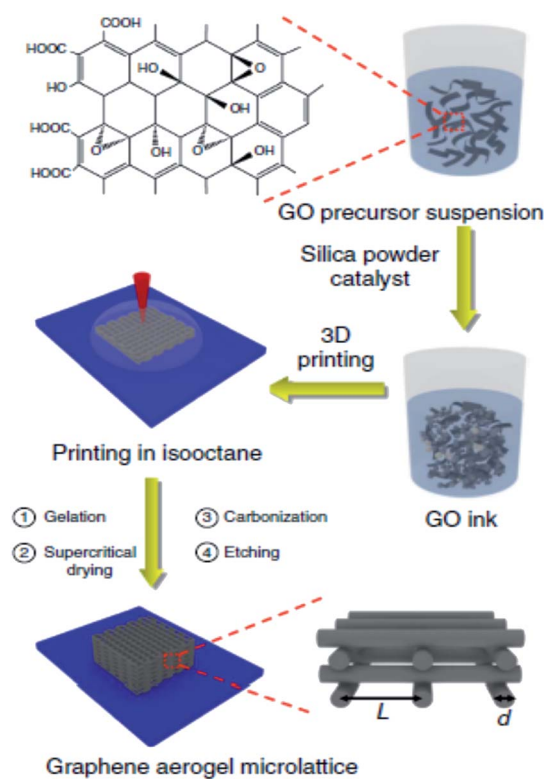 COOH
HOOC
HO
HO
O
OH
HOOC
HOOC
O
OH
O
OH
GO precursor suspension
Silica powder
catalyst
3D
printing
Printing in isooctane
GO ink
① Gelation
③ Carbonization
② Supercritical
drying
④ Etching
L
d
Graphene aerogel microlattice